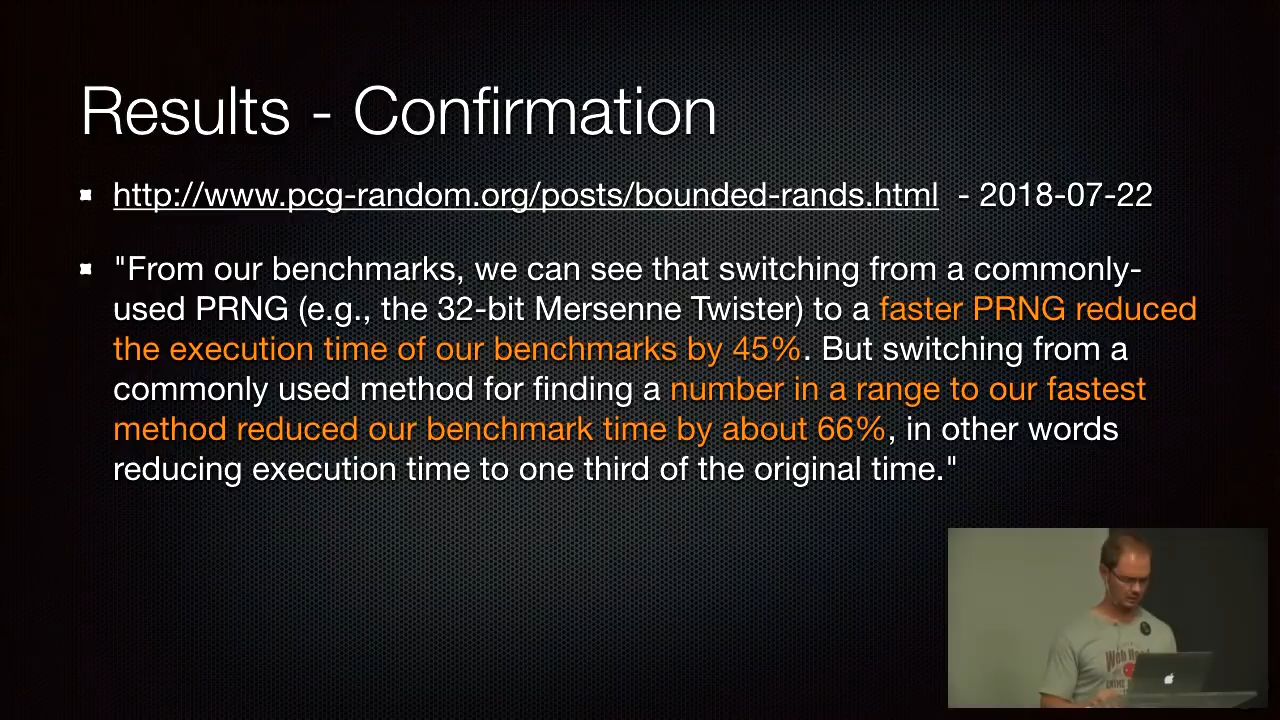 Results - Confirmation
http://www.pcg-random.org/posts/bounded-rands.html - 2018-07-22
"From our benchmarks, we can see that switching from a commonly-
used PRNG (e.g., the 32-bit Mersenne Twister) to a faster PRNG reduced
the execution time of our benchmarks by 45%. But switching from a
commonly used method for finding a number in a range to our fastest
method reduced our benchmark time by about 66%, in other words
reducing execution time to one third of the original time."